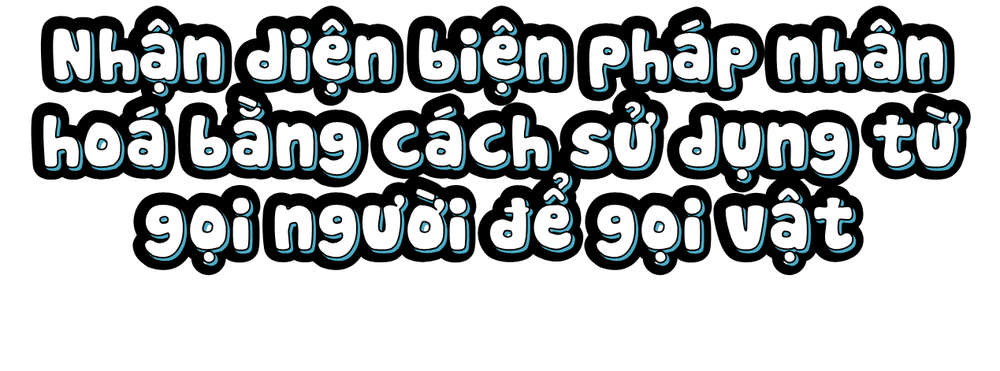 Nhận diện biện pháp nhân
hoá bằng cách sử dụng từ
gọi người để gọi vật